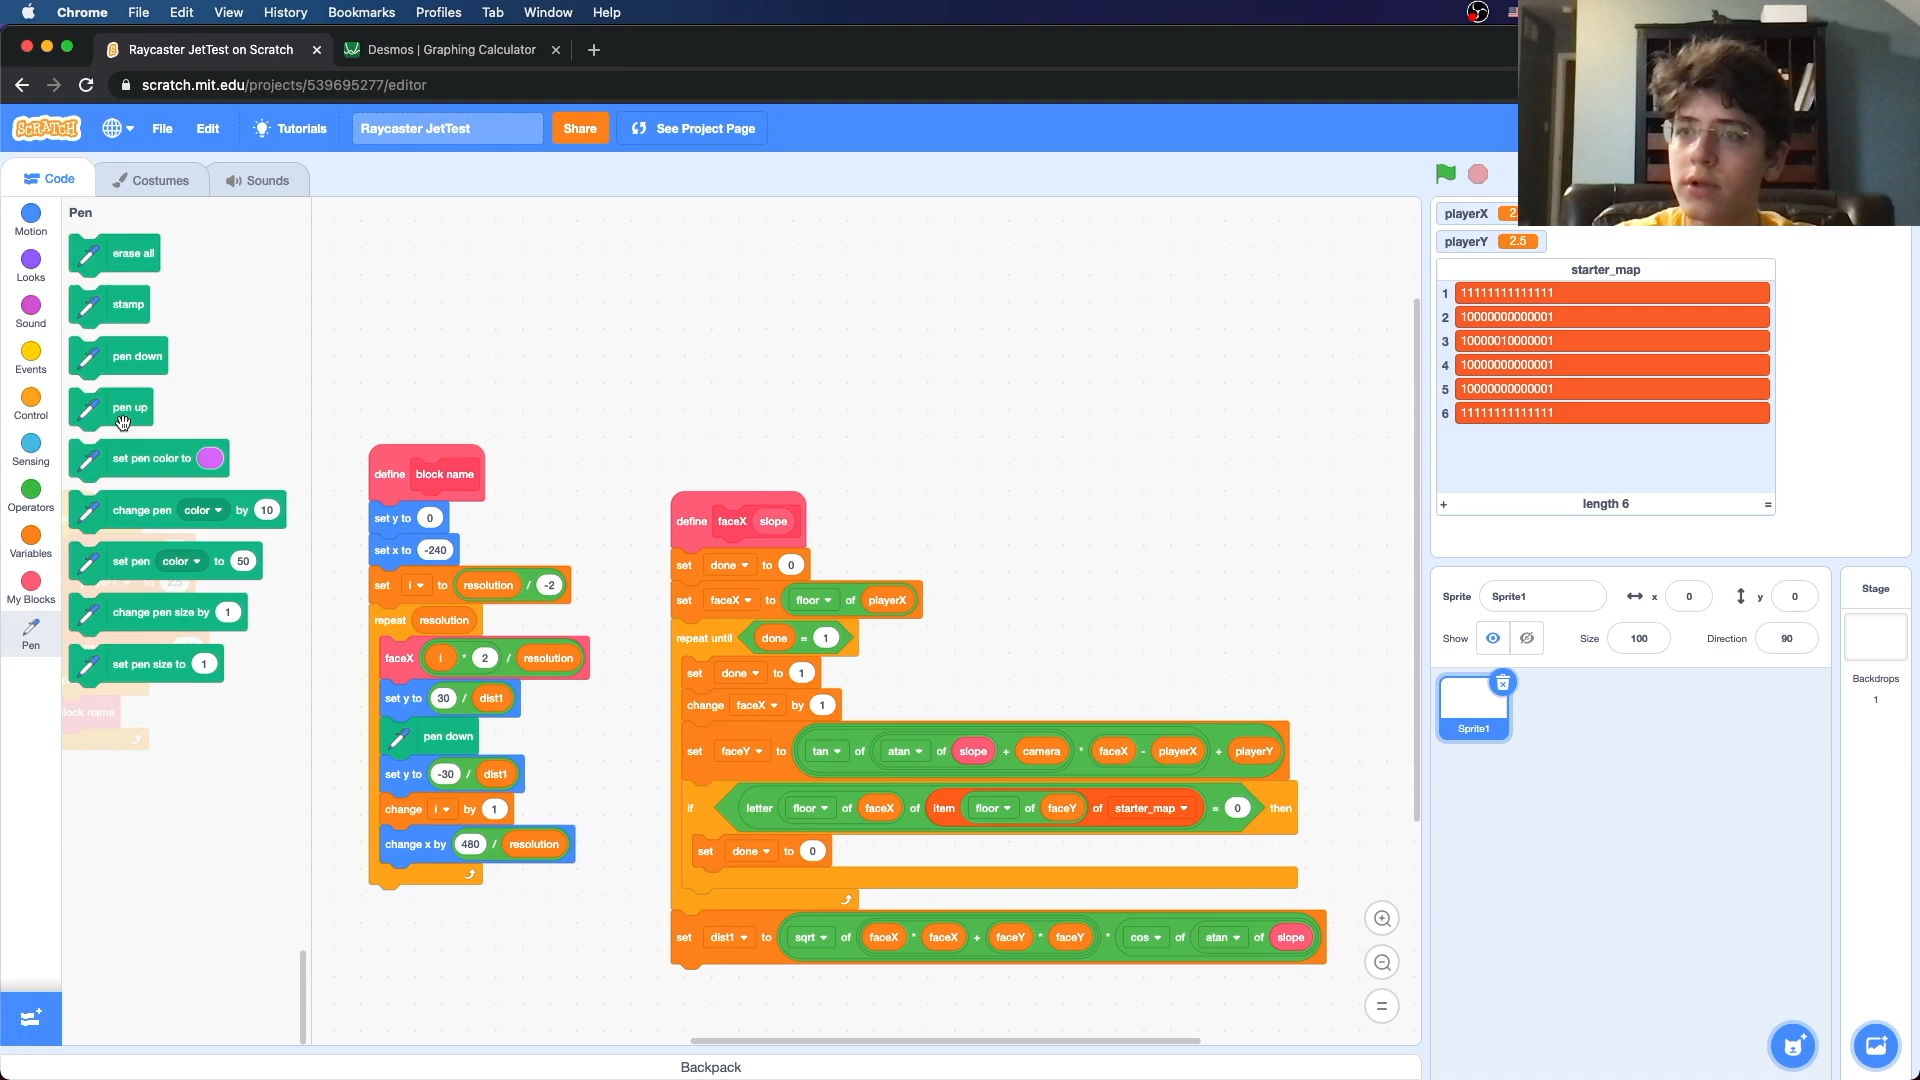 Chrome File Edit View History Bookmarks Profiles Tab Window Help
Raycaster JetTest on Scratch
Desmos | Graphing Calculator
scratch.mit.edu/projects/539695277/editor
SCRATCH File Edit Tutorials Raycaster JetTest Share See Project Page
Code Costumes Sounds
Motion
Looks
Sound
Events
Control
Sensing
Operators
Variables
My Blocks
Pen
Pen
erase all
stamp
pen down
pen up
set pen color to
change pen color by 10
set pen color to 50
change pen size by 1
set pen size to 1
lock name
define block name
set y to 0
set x to -240
set i to resolution / -2
repeat resolution
faceX i * 2 / resolution
set y to 30 / dist1
pen down
set y to -30 / dist1
change i by 1
change x by 480 / resolution
define faceX slope
set done to 0
set faceX to floor of playerX
repeat until done = 1
set done to 1
change faceX by 1
set faceY to tan of atan of slope + camera * faceX - playerX + playerY
if letter floor of faceX of item floor of faceY of starter_map = 0 then
set done to 0
set dist1 to sqrt of faceX * faceX + faceY * faceY * cos of atan of slope
Backpack
playerX 2.
playerY 2.5
starter_map
1 11111111111111
2 10000000000001
3 10000010000001
4 10000000000001
5 10000000000001
6 11111111111111
+ length 6 =
Sprite Sprite1 x 0 y 0
Show Size 100 Direction 90
Sprite1
Stage
Backdrops
1